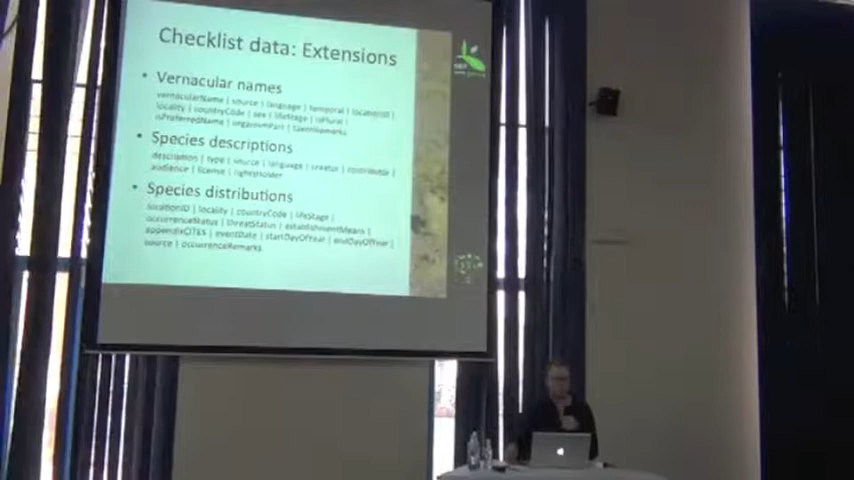 Checklist data: Extensions
• Vernacular names
vernacularName | source | language | temporal | locationID |
locality | countryCode | sex | lifeStage | isPlural |
isPreferredName | organismPart | taxonRemarks
• Species descriptions
description | type | source | language | creator | contributor |
audience | license | rightsHolder
• Species distributions
locationID | locality | countryCode | lifeStage |
occurrenceStatus | threatStatus | establishmentMeans |
appendixCITES | eventDate | startDayOfYear | endDayOfYear |
source | occurrenceRemarks